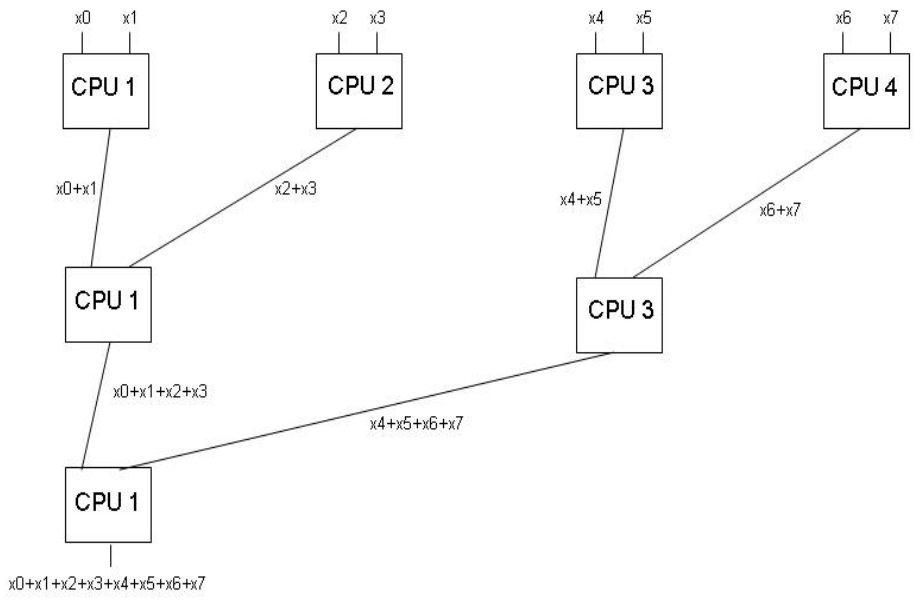 x0 x1 x2 x3 x4 x5 x6 x7
CPU 1 CPU 2 CPU 3 CPU 4
x0+x1 x2+x3 x4+x5 x6+x7
CPU 1 CPU 3
x0+x1+x2+x3
x4+x5+x6+x7
CPU 1
x0+x1+x2+x3+x4+x5+x6+x7